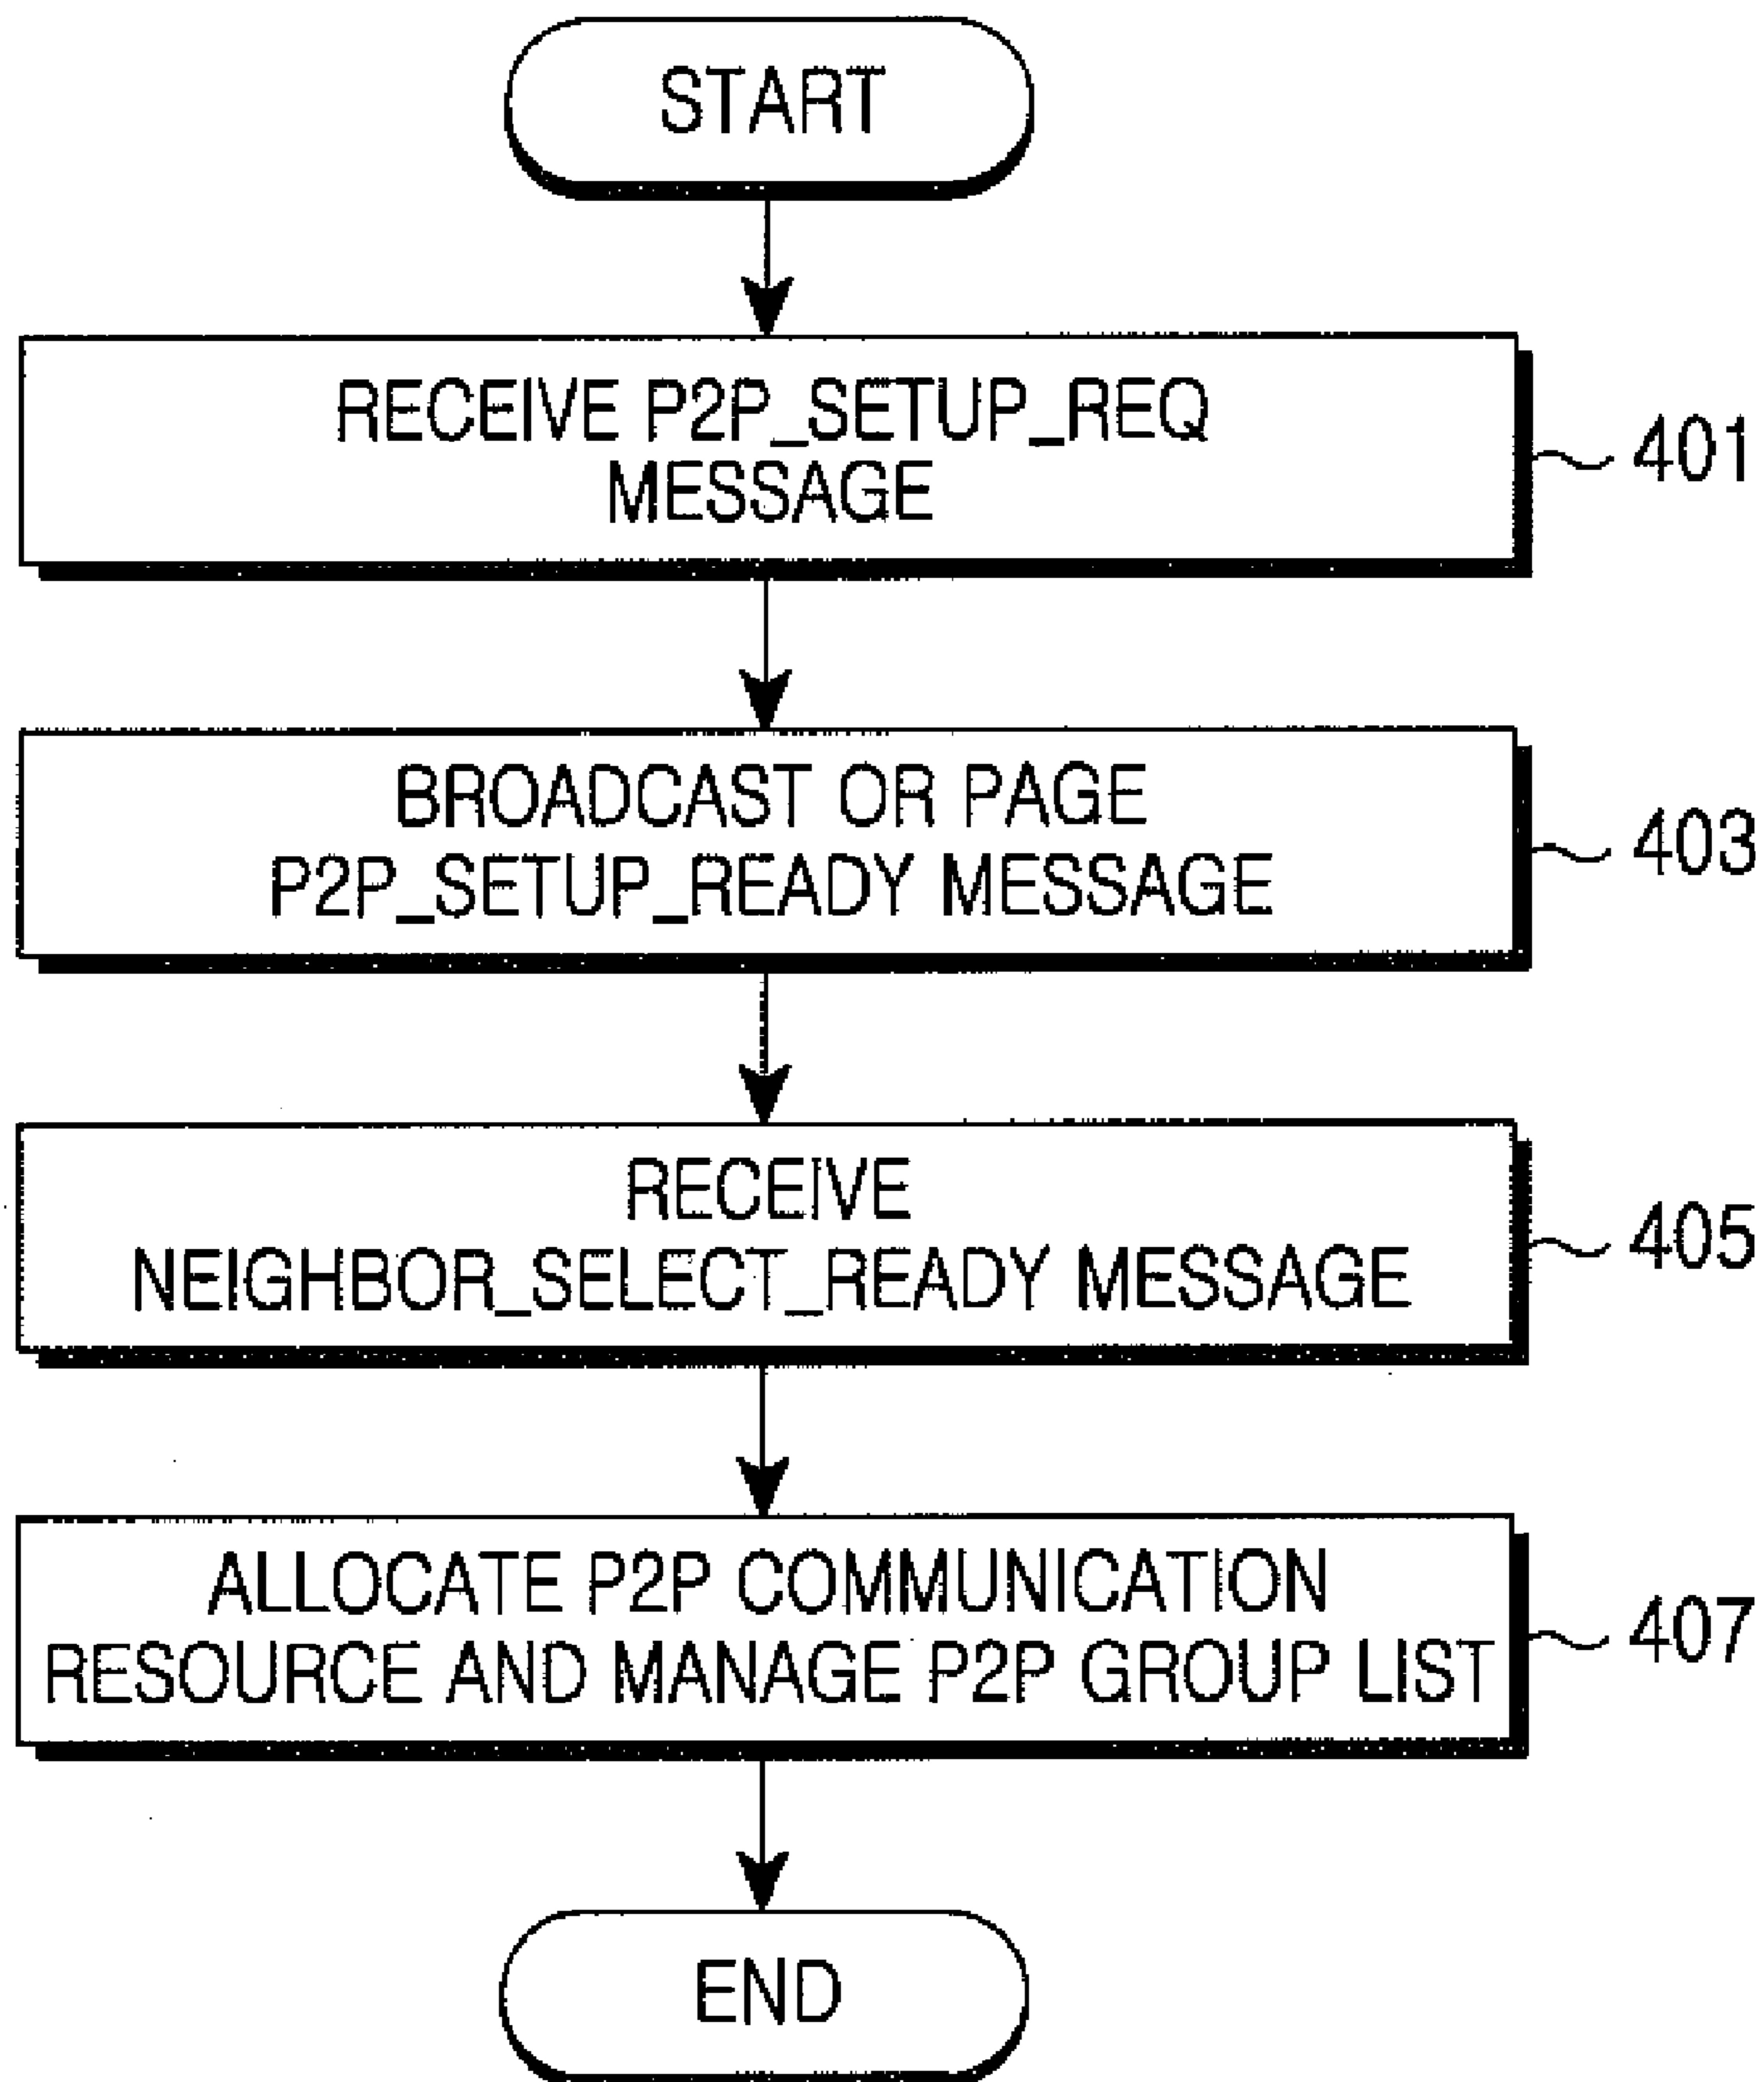 START
RECEIVE P2P_SETUP_REQ
MESSAGE
401
BROADCAST OR PAGE
P2P_SETUP_READY MESSAGE
403
RECEIVE
NEIGHBOR_SELECT_READY MESSAGE
405
ALLOCATE P2P COMMUNICATION
RESOURCE AND MANAGE P2P GROUP LIST
407
END